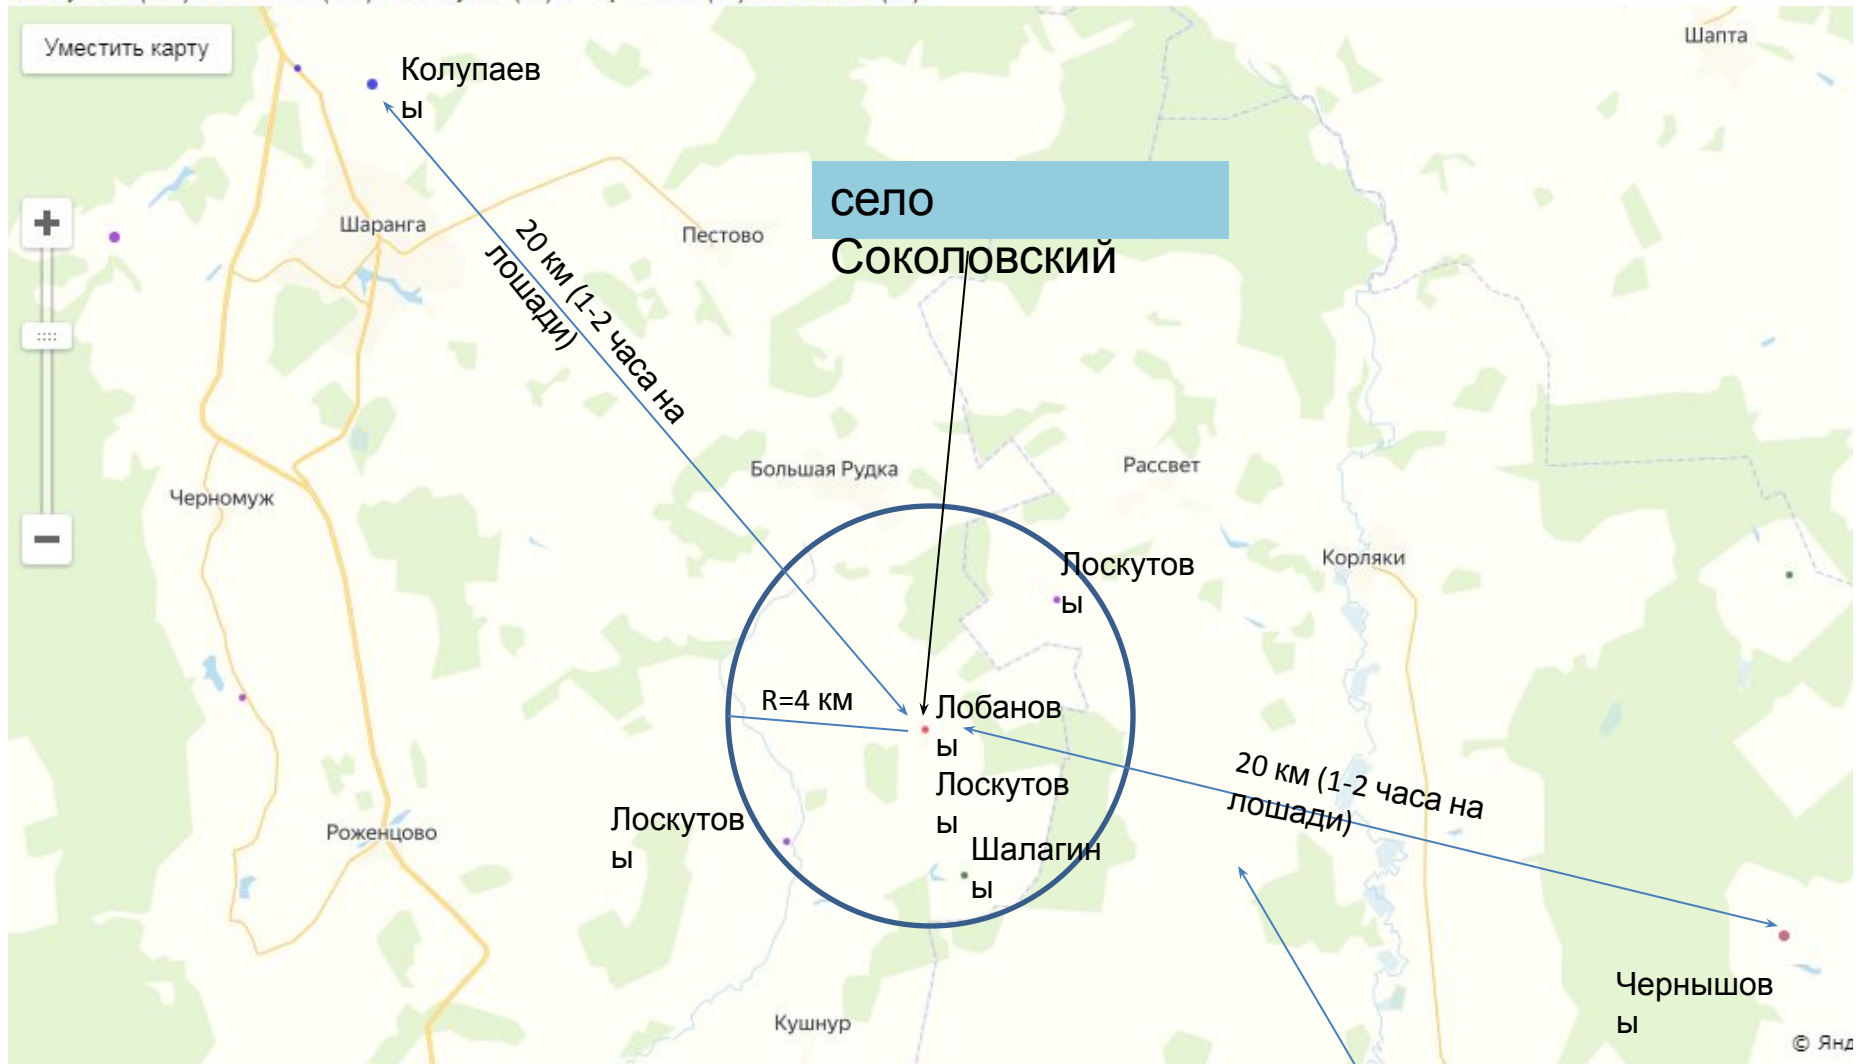 Шапта
Уместить карту
Колупаев
ы
село
Соколовский
Шаранга
Пестово
20 км (1-2 часа на
лошади)
Большая Рудка
Рассвет
Черномуж
Лоскутов
ы
Корляки
R=4 км
Лобанов
ы
Лоскутов
ы
20 км (1-2 часа на
лошади)
Лоскутов
ы
Роженцово
Шалагин
ы
Чернышов
ы
Кушнур
© Янд